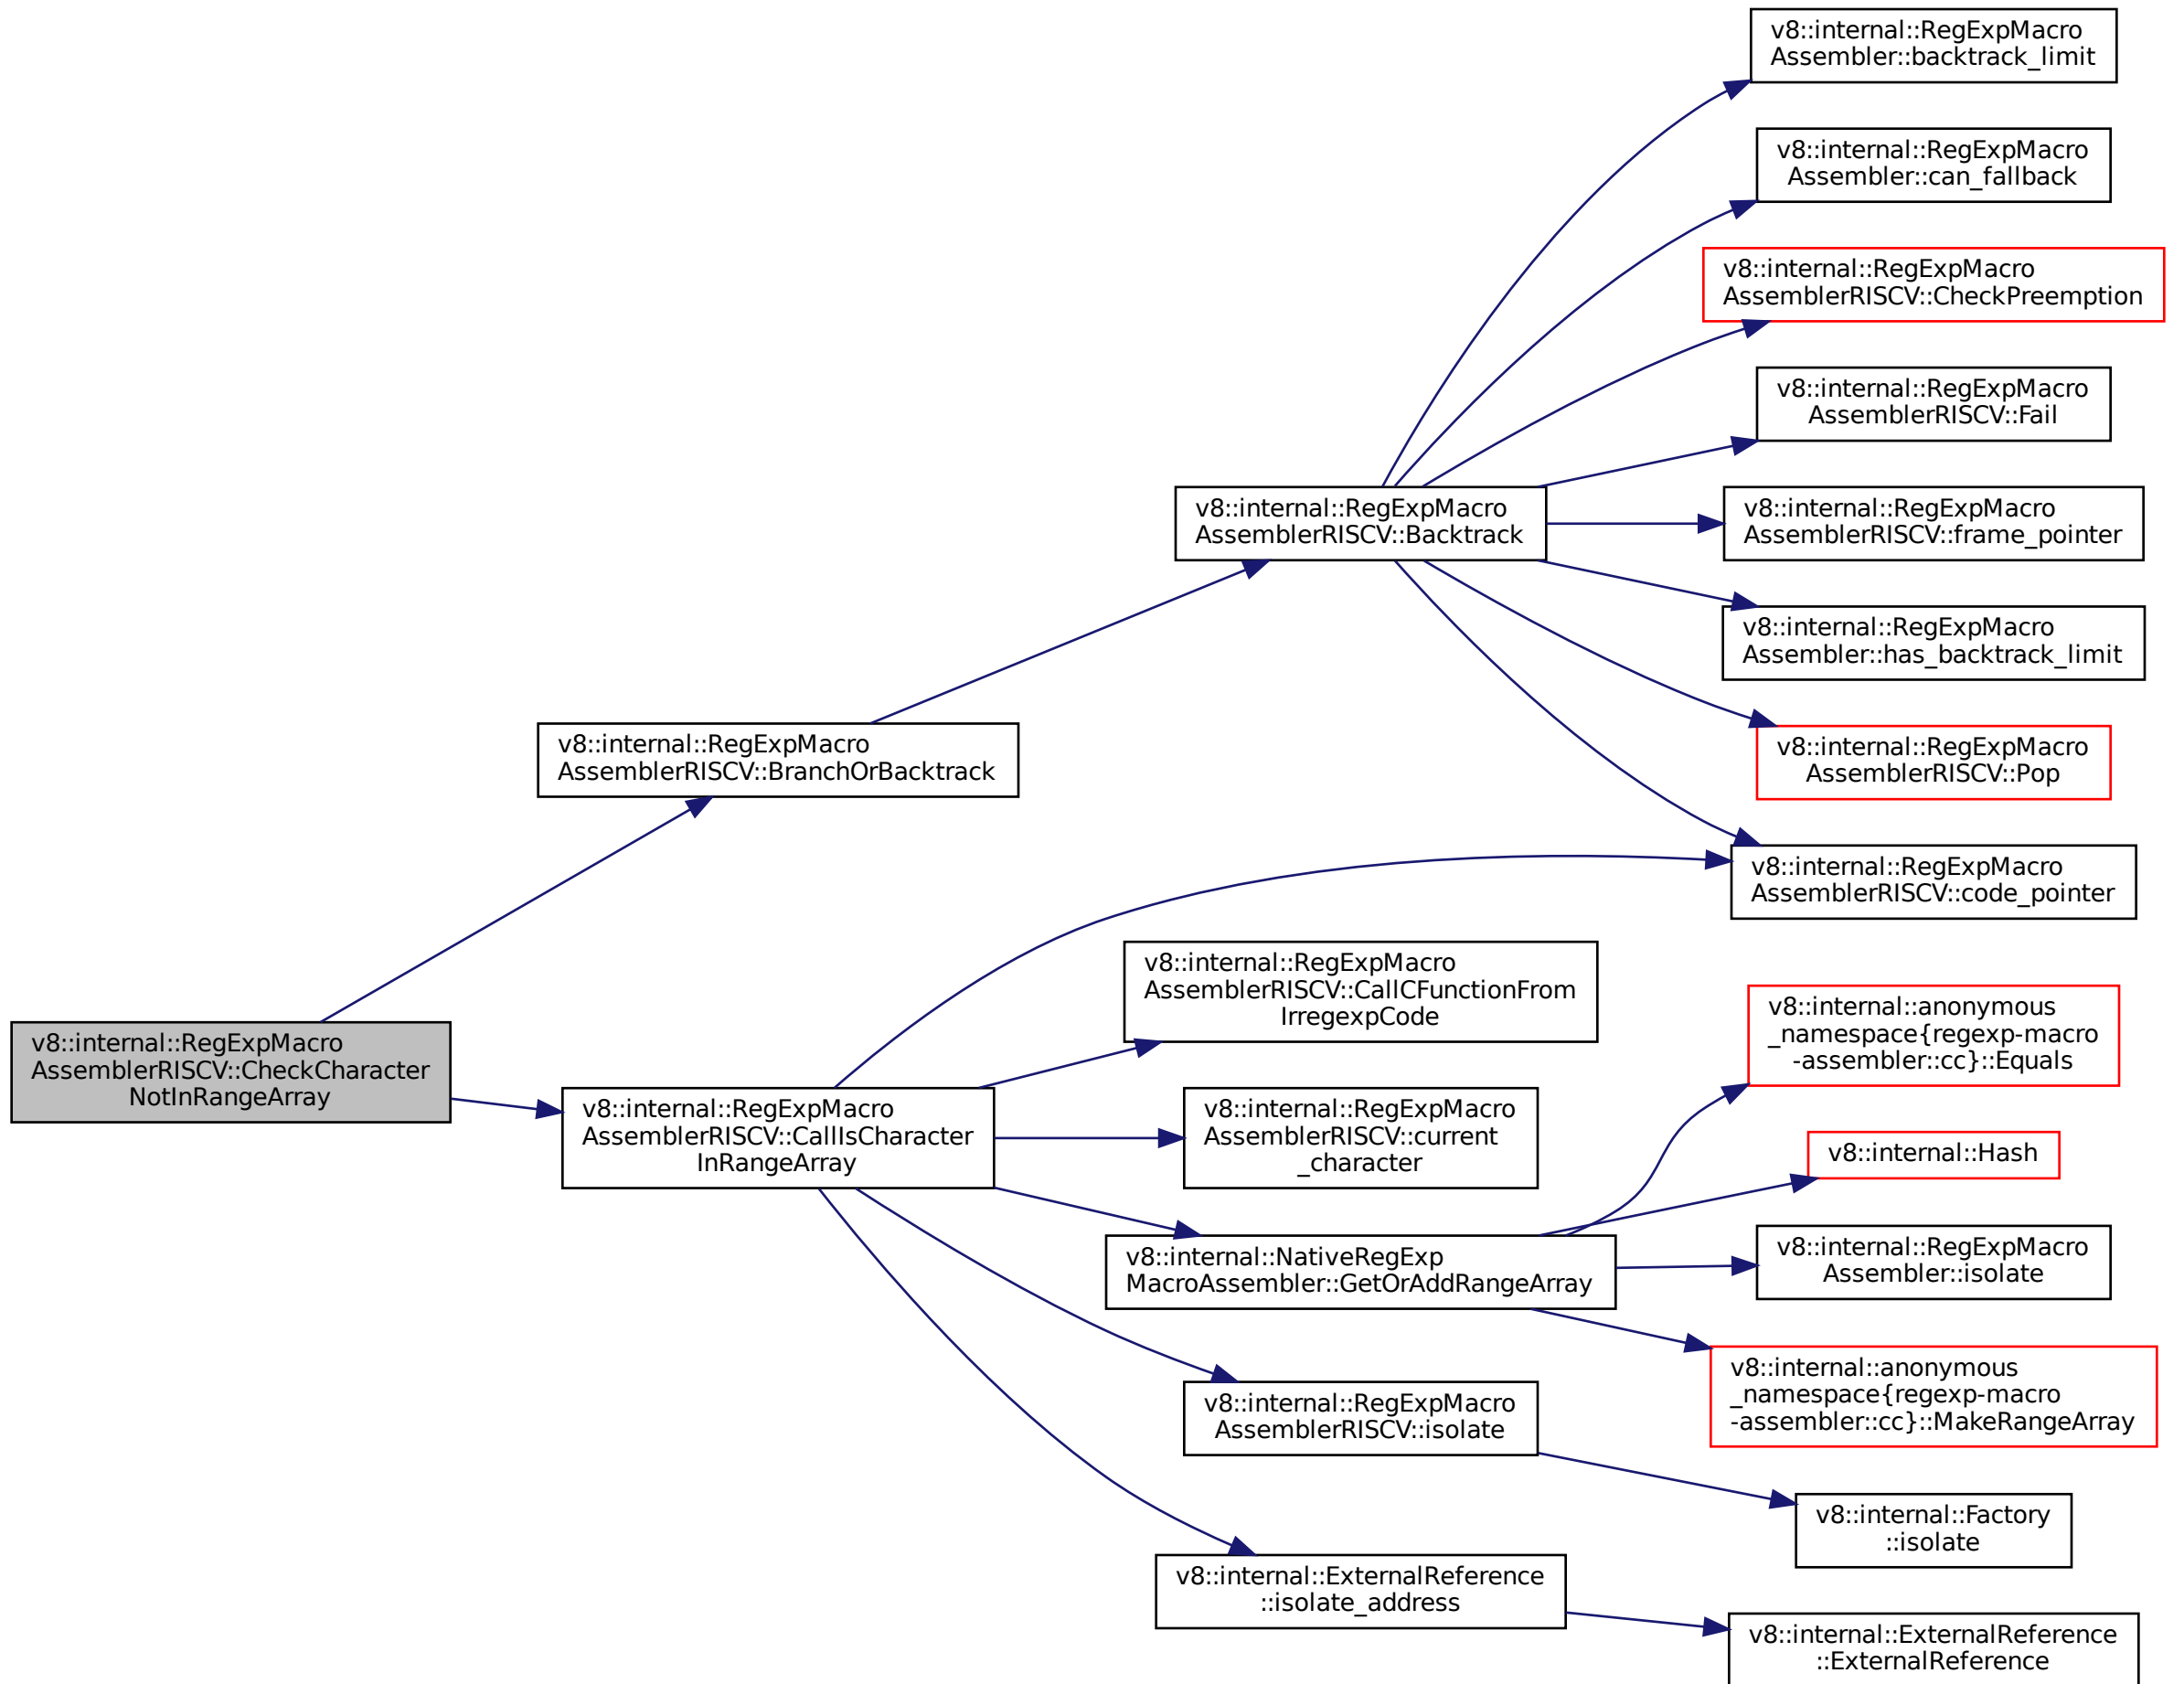 v8::internal::RegExpMacro
Assembler::backtrack_limit
v8::internal::RegExpMacro
Assembler::can_fallback
v8::internal::RegExpMacro
AssemblerRISCV::CheckPreemption
v8::internal::RegExpMacro
AssemblerRISCV::Fail
v8::internal::RegExpMacro
AssemblerRISCV::Backtrack
v8::internal::RegExpMacro
AssemblerRISCV::frame_pointer
v8::internal::RegExpMacro
Assembler::has_backtrack_limit
v8::internal::RegExpMacro
AssemblerRISCV::BranchOrBacktrack
v8::internal::RegExpMacro
AssemblerRISCV::Pop
v8::internal::RegExpMacro
AssemblerRISCV::code_pointer
v8::internal::RegExpMacro
AssemblerRISCV::CallCFunctionFrom
IrregexpCode
v8::internal::anonymous
_namespace{regexp-macro
-assembler::cc}::Equals
v8::internal::RegExpMacro
AssemblerRISCV::CheckCharacter
NotInRangeArray
v8::internal::RegExpMacro
AssemblerRISCV::CallIsCharacter
InRangeArray
v8::internal::RegExpMacro
AssemblerRISCV::current
_character
v8::internal::Hash
v8::internal::NativeRegExp
MacroAssembler::GetOrAddRangeArray
v8::internal::RegExpMacro
Assembler::isolate
v8::internal::anonymous
_namespace{regexp-macro
-assembler::cc}::MakeRangeArray
v8::internal::RegExpMacro
AssemblerRISCV::isolate
v8::internal::Factory
::isolate
v8::internal::ExternalReference
::isolate_address
v8::internal::ExternalReference
::ExternalReference